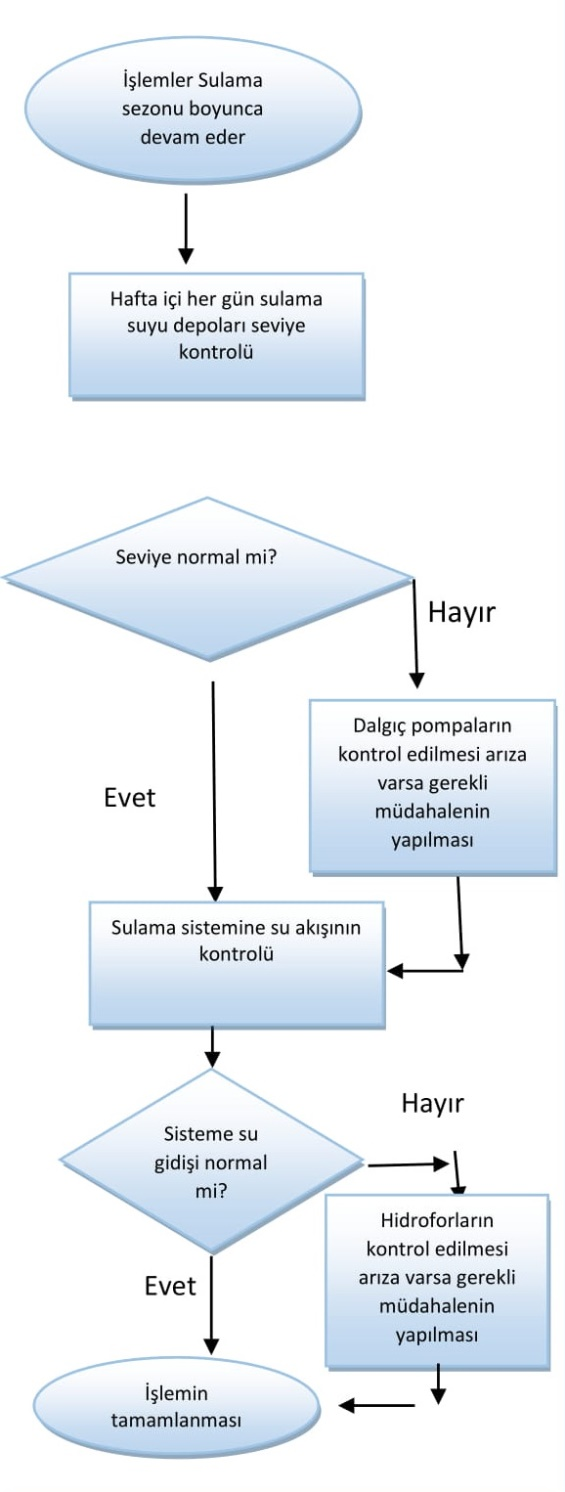 İşlemler Sulama
sezonu boyunca
devam eder
Hafta içi her gün sulama
suyu depoları seviye
kontrolü
Seviye normal mi?
Hayır
Dalgıç pompaların
kontrol edilmesi arıza
varsa gerekli
müdahalenin
yapılması
Evet
Sulama sistemine su akışının
kontrolü
Hayır
Sisteme su
gidişi normal
mi?
Hidroforların
kontrol edilmesi
arıza varsa gerekli
müdahalenin
yapılması
Evet
İşlemin
tamamlanması